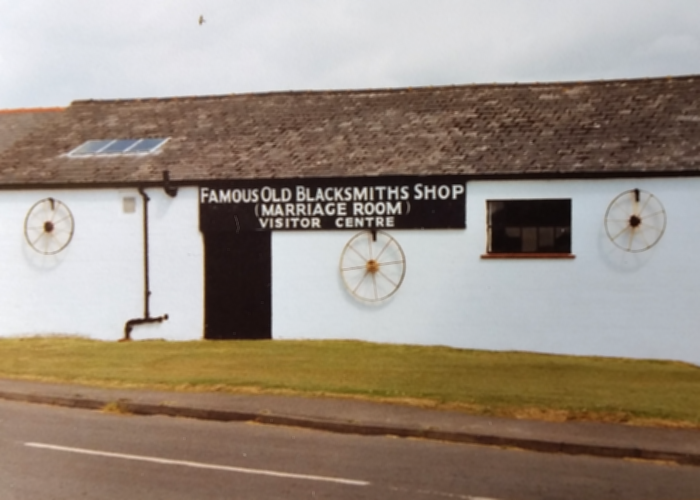 FAMOUS OLD BLACKSMITHS SHOP
(MARRIAGE ROOM)
VISITOR CENTRE